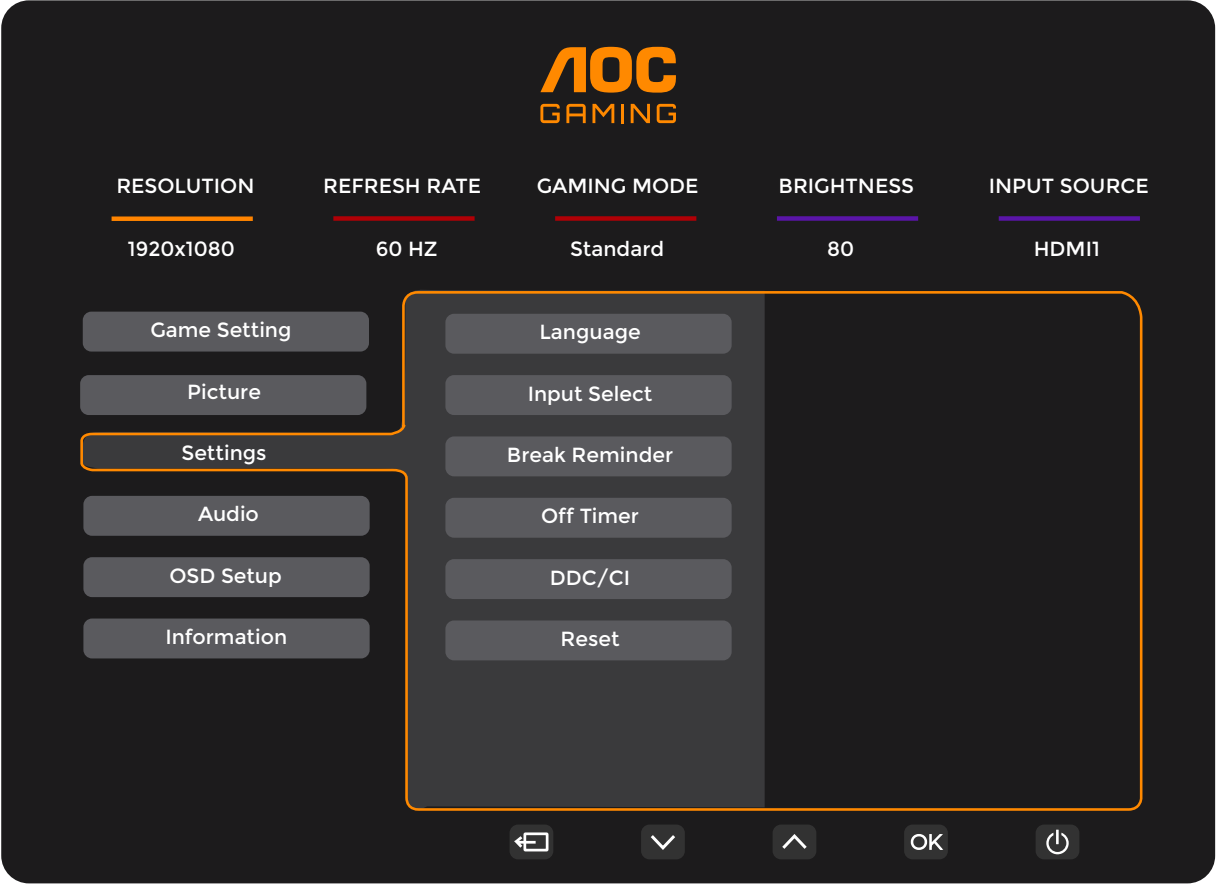 AOC
GAMING
RESOLUTION REFRESH RATE GAMING MODE BRIGHTNESS INPUT SOURCE
1920x1080 60 HZ Standard 80 HDMI1
Game Setting
Picture
Settings
Audio
OSD Setup
Information
Language
Input Select
Break Reminder
Off Timer
DDC/CI
Reset
OK